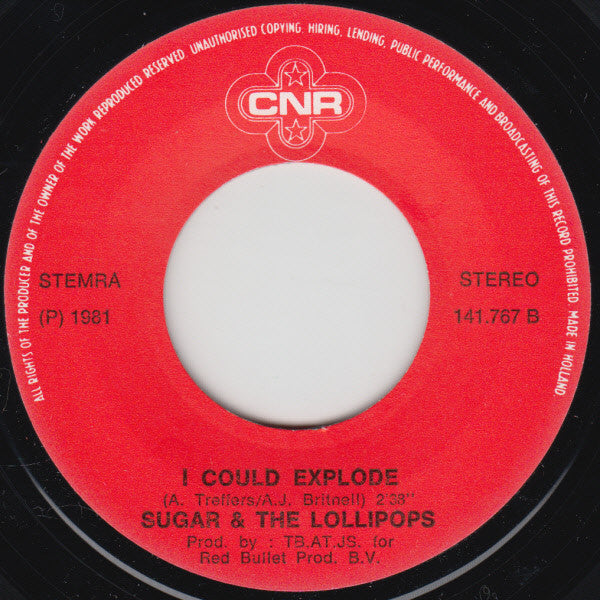 ALL RIGHTS OF THE PRODUCER AND OF THE OWNER OF THE WORK REPRODUCED RESERVED. UNAUTHORISED COPYING, HIRING, LENDING, PUBLIC PERFORMANCE AND BROADCASTING OF THIS RECORD PROHIBITED. MADE IN HOLLAND
CNR
STEMRA
STEREO
(P) 1981
141.767 B
I COULD EXPLODE
(A. Treffers/A.J. Britnell) 2'38"
SUGAR & THE LOLLIPOPS
Prod. by : TB.AT.JS. for
Red Bullet Prod. B.V.